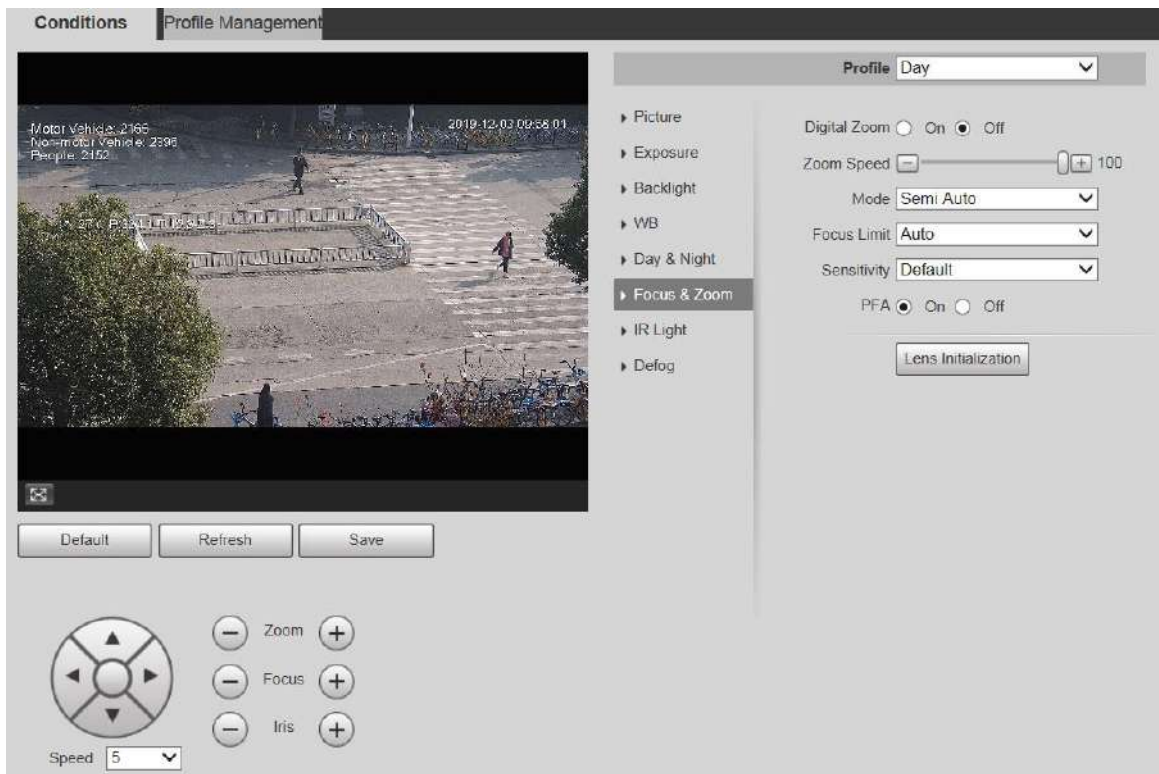 Conditions Profile Management
Profile Day
Motor Vehicle: 2165
Non-motor Vehicle: 2396
People: 2152
2019-12-03 09:58:01
Picture
Exposure
Backlight
WB
Day & Night
Focus & Zoom
IR Light
Defog
Digital Zoom On Off
Zoom Speed 100
Mode Semi Auto
Focus Limit Auto
Sensitivity Default
PFA On Off
Lens Initialization
Default Refresh Save
Zoom
Focus
Iris
Speed 5